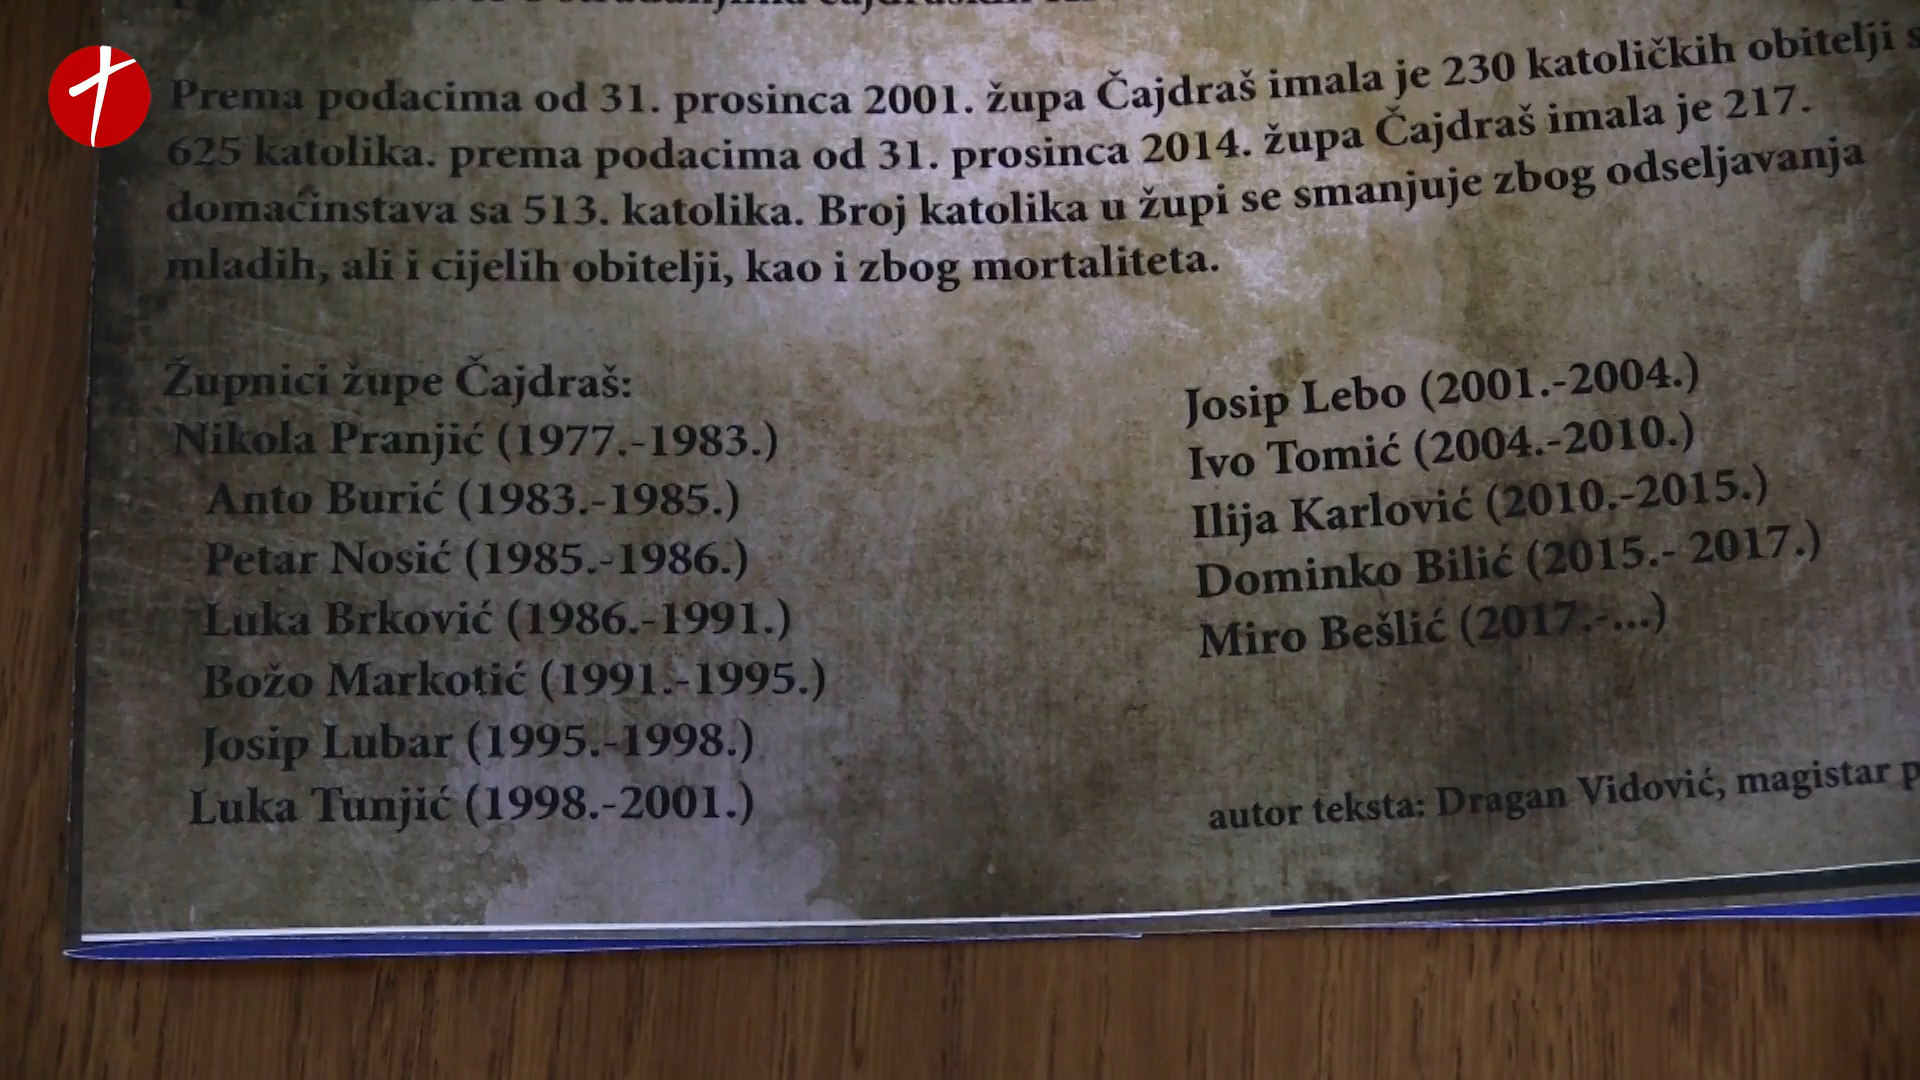 Prema podacima od 31. prosinca 2001. župa Čajdraš imala je 230 katoličkih obitelji
625 katolika. prema podacima od 31. prosinca 2014. župa Čajdraš imala je 217.
domaćinstava sa 513. katolika. Broj katolika u župi se smanjuje zbog odseljavanja
mladih, ali i cijelih obitelji, kao i zbog mortaliteta.
Župnici župe Čajdraš:
Nikola Pranjić (1977.-1983.)
Anto Burić (1983.-1985.)
Petar Nosić (1985.-1986.)
Luka Brković (1986.-1991.)
Božo Markotić (1991.-1995.)
Josip Lubar (1995.-1998.)
Luka Tunjić (1998.-2001.)
Josip Lebo (2001.-2004.)
Ivo Tomić (2004.-2010.)
Ilija Karlović (2010.-2015.)
Dominko Bilić (2015.- 2017.)
Miro Bešlić (2017.-...)
autor teksta: Dragan Vidović, magistar